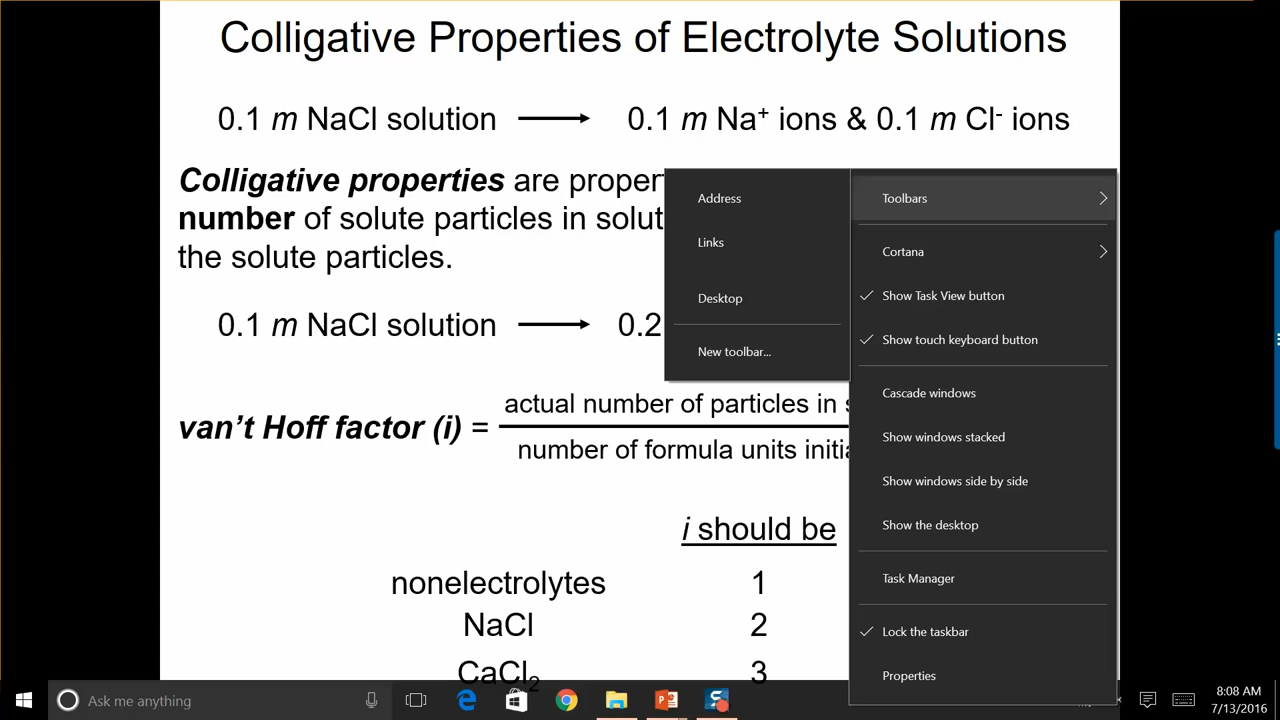 Colligative Properties of Electrolyte Solutions
0.1 m NaCl solution ⟶ 0.1 m Na⁺ ions & 0.1 m Cl⁻ ions
Colligative properties are proper
number of solute particles in solut
the solute particles.
0.1 m NaCl solution ⟶ 0.2
van’t Hoff factor (i) =
actual number of particles in s
number of formula units initia
i should be
nonelectrolytes 1
NaCl 2
CaCl₂ 3
Address
Links
Desktop
New toolbar...
Toolbars
Cortana
Show Task View button
Show touch keyboard button
Cascade windows
Show windows stacked
Show windows side by side
Show the desktop
Task Manager
Lock the taskbar
Properties
Ask me anything
8:08 AM
7/13/2016